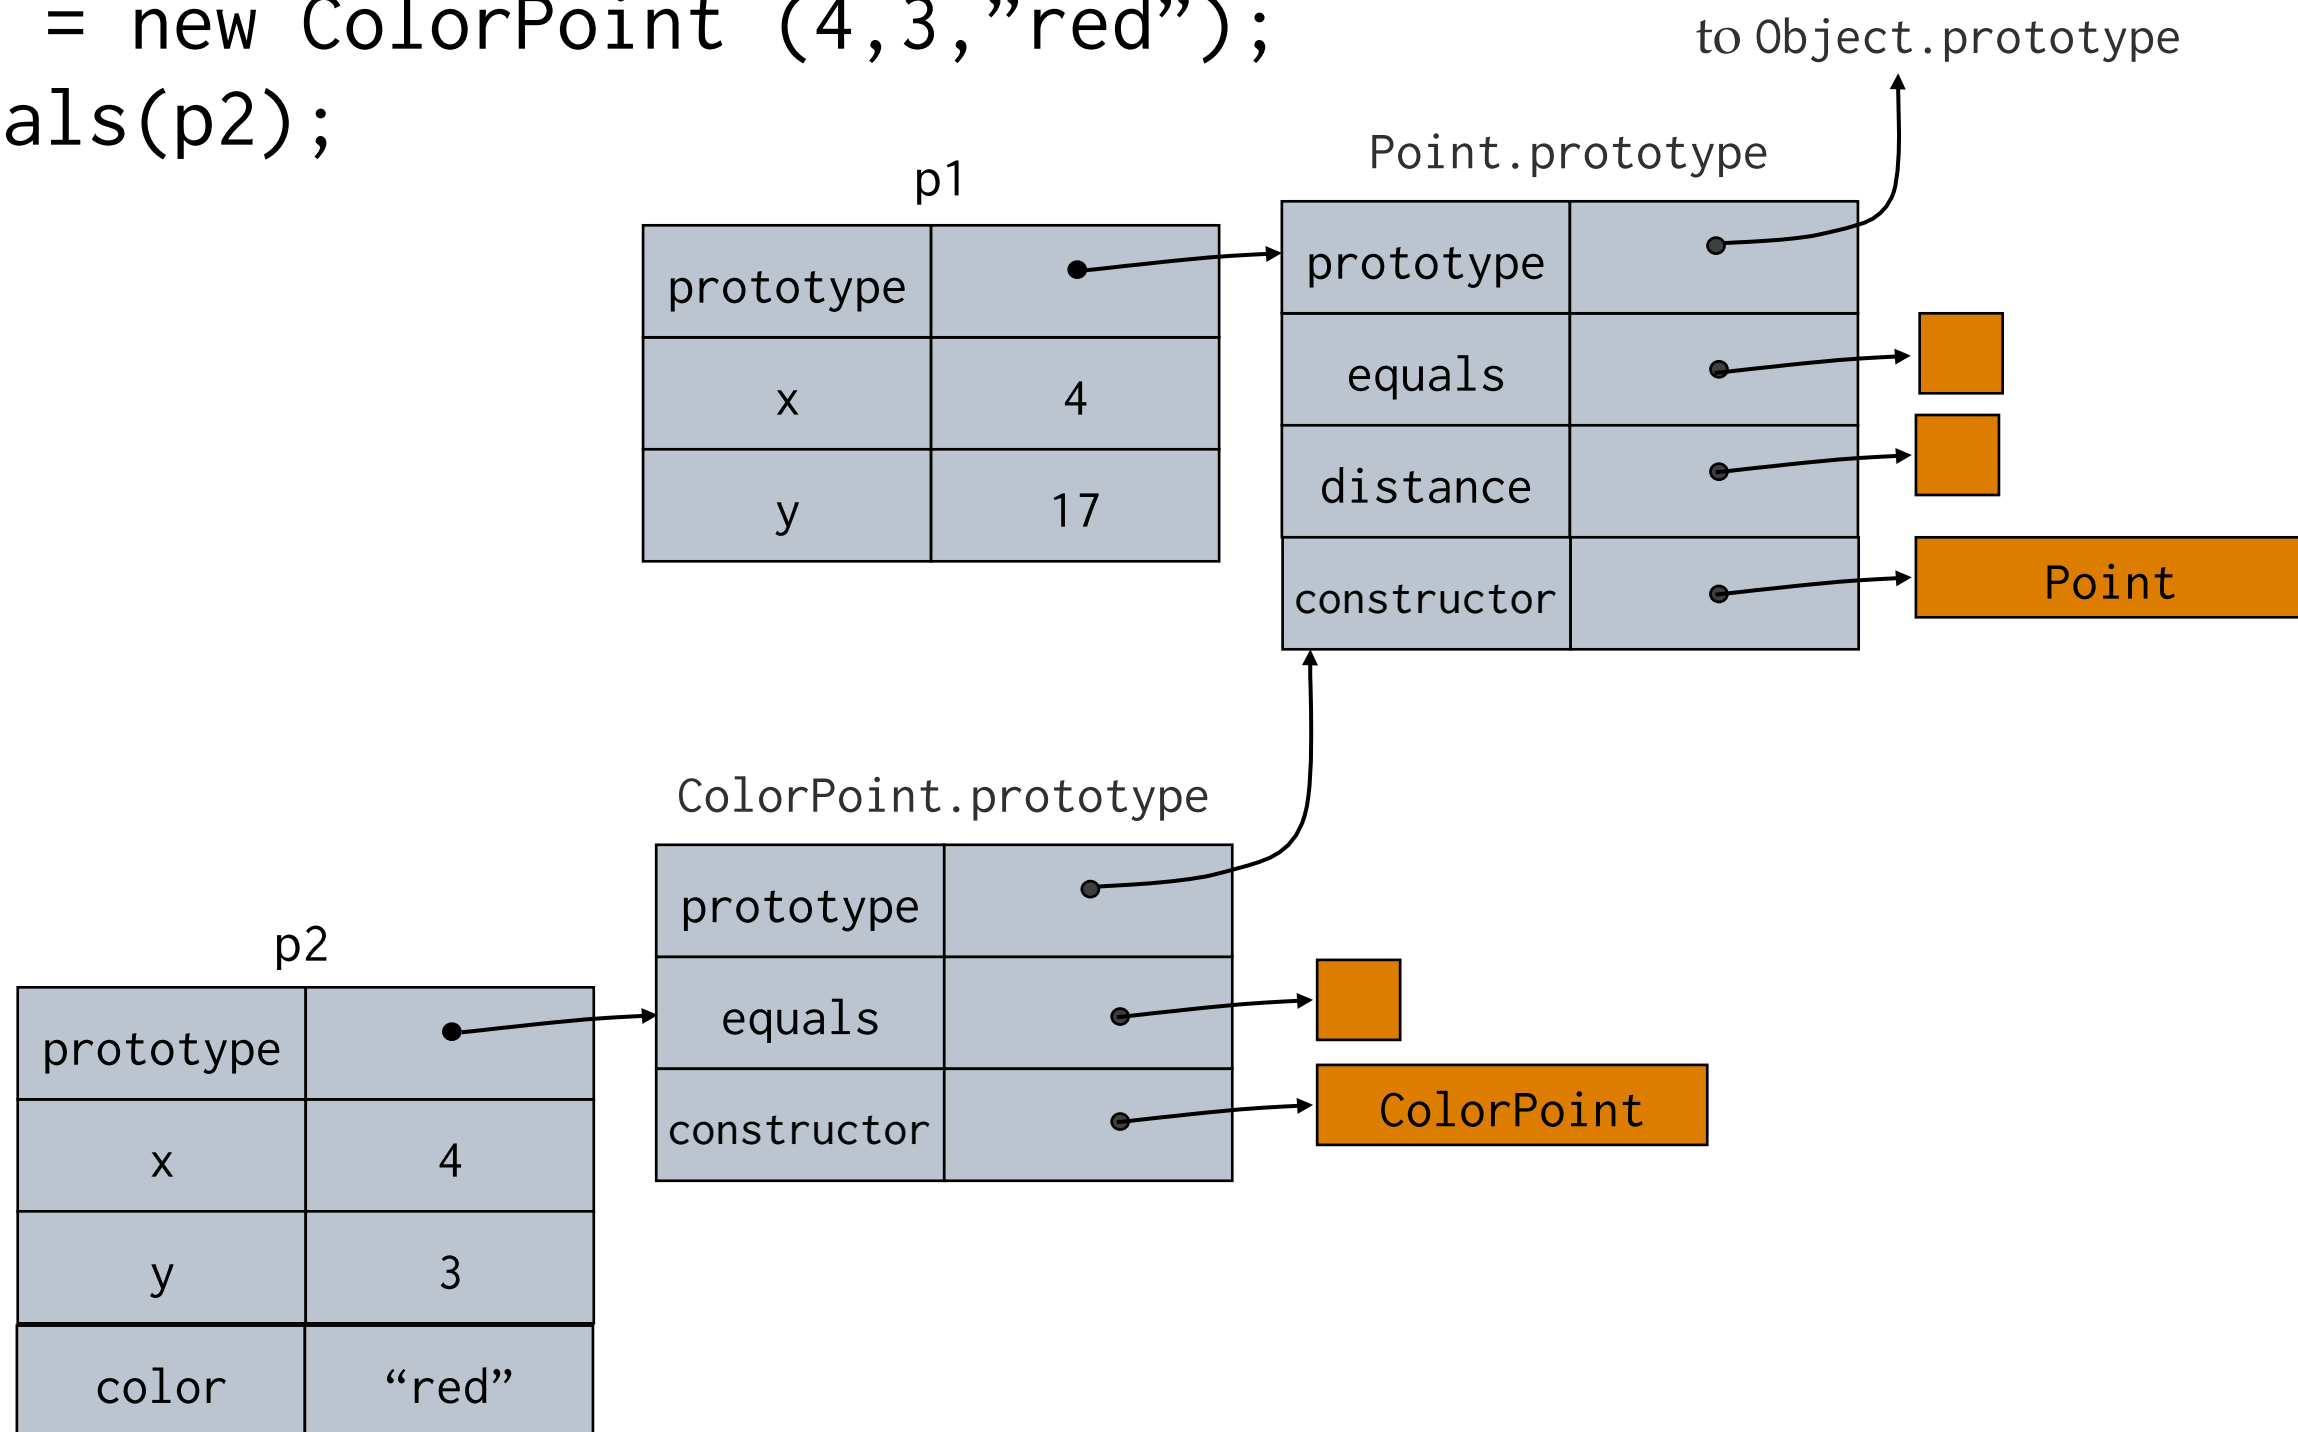 = new ColorPoint (4,3,”red”);
als(p2);
to Object.prototype
Point.prototype
p1
prototype
x 4
y 17
prototype
equals
distance
constructor
Point
ColorPoint.prototype
prototype
equals
constructor
ColorPoint
p2
prototype
x 4
y 3
color “red”